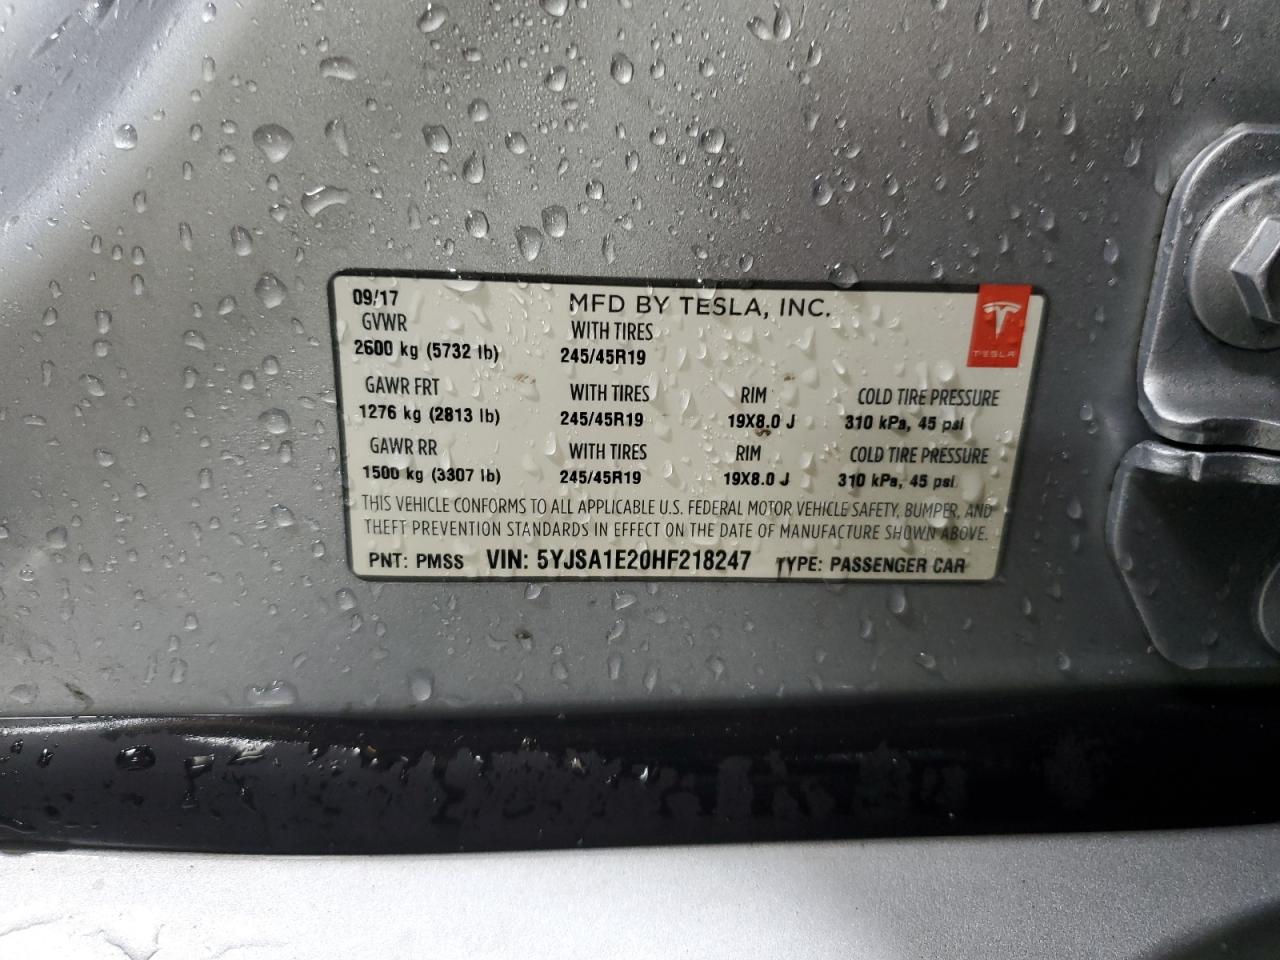 09/17 MFD BY TESLA, INC.
GVWR WITH TIRES
2600 kg (5732 lb) 245/45R19
TESLA
GAWR FRT WITH TIRES RIM COLD TIRE PRESSURE
1276 kg (2813 lb) 245/45R19 19X8.0 J 310 kPa, 45 psi
GAWR RR WITH TIRES RIM COLD TIRE PRESSURE
1500 kg (3307 lb) 245/45R19 19X8.0 J 310 kPa, 45 psi
THIS VEHICLE CONFORMS TO ALL APPLICABLE U.S. FEDERAL MOTOR VEHICLE SAFETY, BUMPER, AND
THEFT PREVENTION STANDARDS IN EFFECT ON THE DATE OF MANUFACTURE SHOWN ABOVE.
PNT: PMSS VIN: 5YJSA1E20HF218247 TYPE: PASSENGER CAR